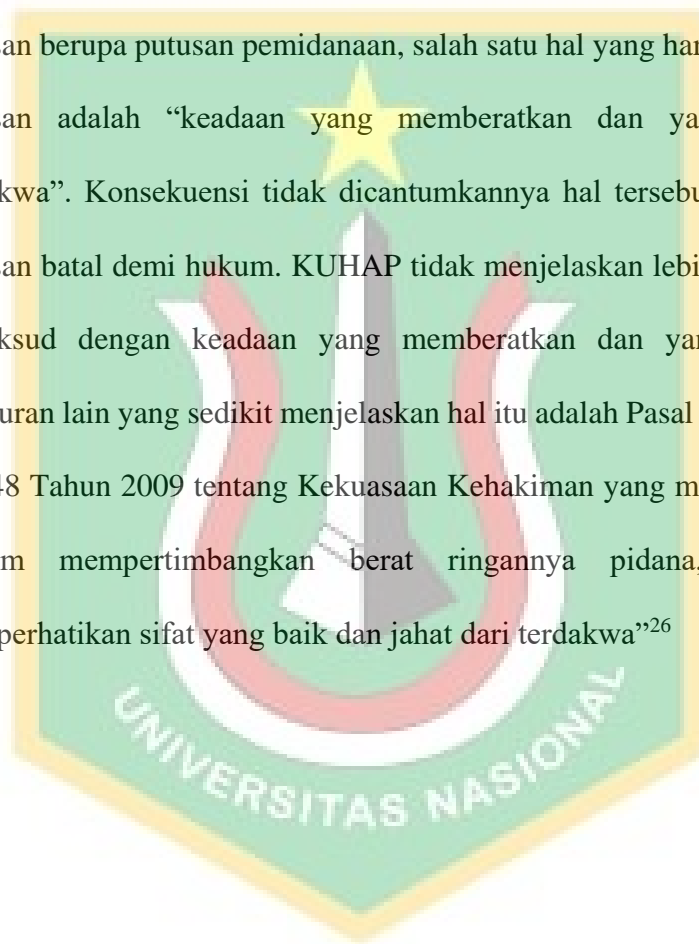 san berupa putusan pemidanaan, salah satu hal yang har
san adalah “keadaan yang memberatkan dan ya
kwa”. Konsekuensi tidak dicantumkannya hal tersebu
san batal demi hukum. KUHAP tidak menjelaskan lebi
ksud dengan keadaan yang memberatkan dan yan
uran lain yang sedikit menjelaskan hal itu adalah Pasal
48 Tahun 2009 tentang Kekuasaan Kehakiman yang m
m mempertimbangkan berat ringannya pidana,
perhatikan sifat yang baik dan jahat dari terdakwa”26
UNIVERSITAS NASIONAL